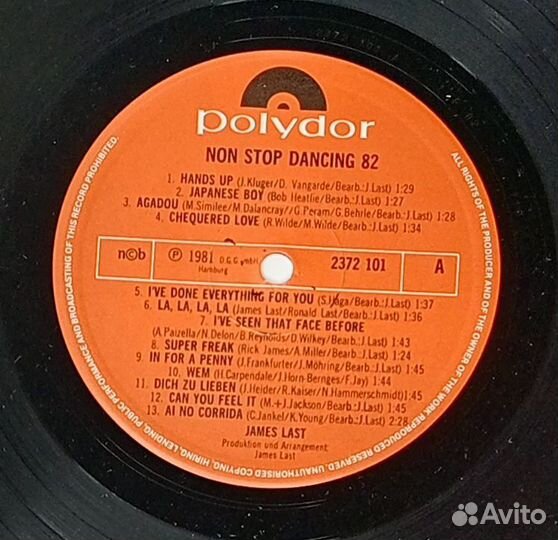 polydor
NON STOP DANCING 82
1. HANDS UP (J.Kluger/D. Vangarde/Bearb.:J.Last) 1:29
2. JAPANESE BOY (Bob Heatlie/Bearb.:J.Last) 1:27
3. AGADOU (M.Similee/M.Dalancray//G.Peram/G.Behrle/Bearb.:J.Last) 1:28
4. CHEQUERED LOVE (R.Wilde/M.Wilde/Bearb.:J.Last) 1:34
n©b ℗ 1981 D.G.G. gmbH Hamburg 2372 101 A
5. I'VE DONE EVERYTHING FOR YOU (S.Haga/Bearb.:J.Last) 1:37
6. LA, LA, LA, LA (James Last/Ronald Last/Bearb.:J.Last) 1:36
7. I'VE SEEN THAT FACE BEFORE
(A.Paizella/N.Delon/B.Reynolds/D.Wilkey/Bearb.:J.Last) 1:43
8. SUPER FREAK (Rick James/A.Miller/Bearb.:J.Last) 1:24
9. IN FOR A PENNY (J.Frankfurter/J.Möhring/Bearb.:J.Last) 1:45
10. WEM (H.Carpendale/J.Horn-Bernges/F.Jay) 1:44
11. DICH ZU LIEBEN (J.Heider/R.Kaiser/N.Hammerschmidt) 1:45
12. CAN YOU FEEL IT (M.+J.Jackson/Bearb.:J.Last) 1:45
13. AI NO CORRIDA (C.Jankel/K.Young/Bearb.:J.Last) 2:28
JAMES LAST
Produktion und Arrangement:
James Last
ALL RIGHTS OF THE PRODUCER AND OF THE OWNER OF THE WORK REPRODUCED RESERVED. UNAUTHORISED COPYING, HIRING, LENDING, PUBLIC PERFORMANCE AND BROADCASTING OF THIS RECORD PROHIBITED.
Avito